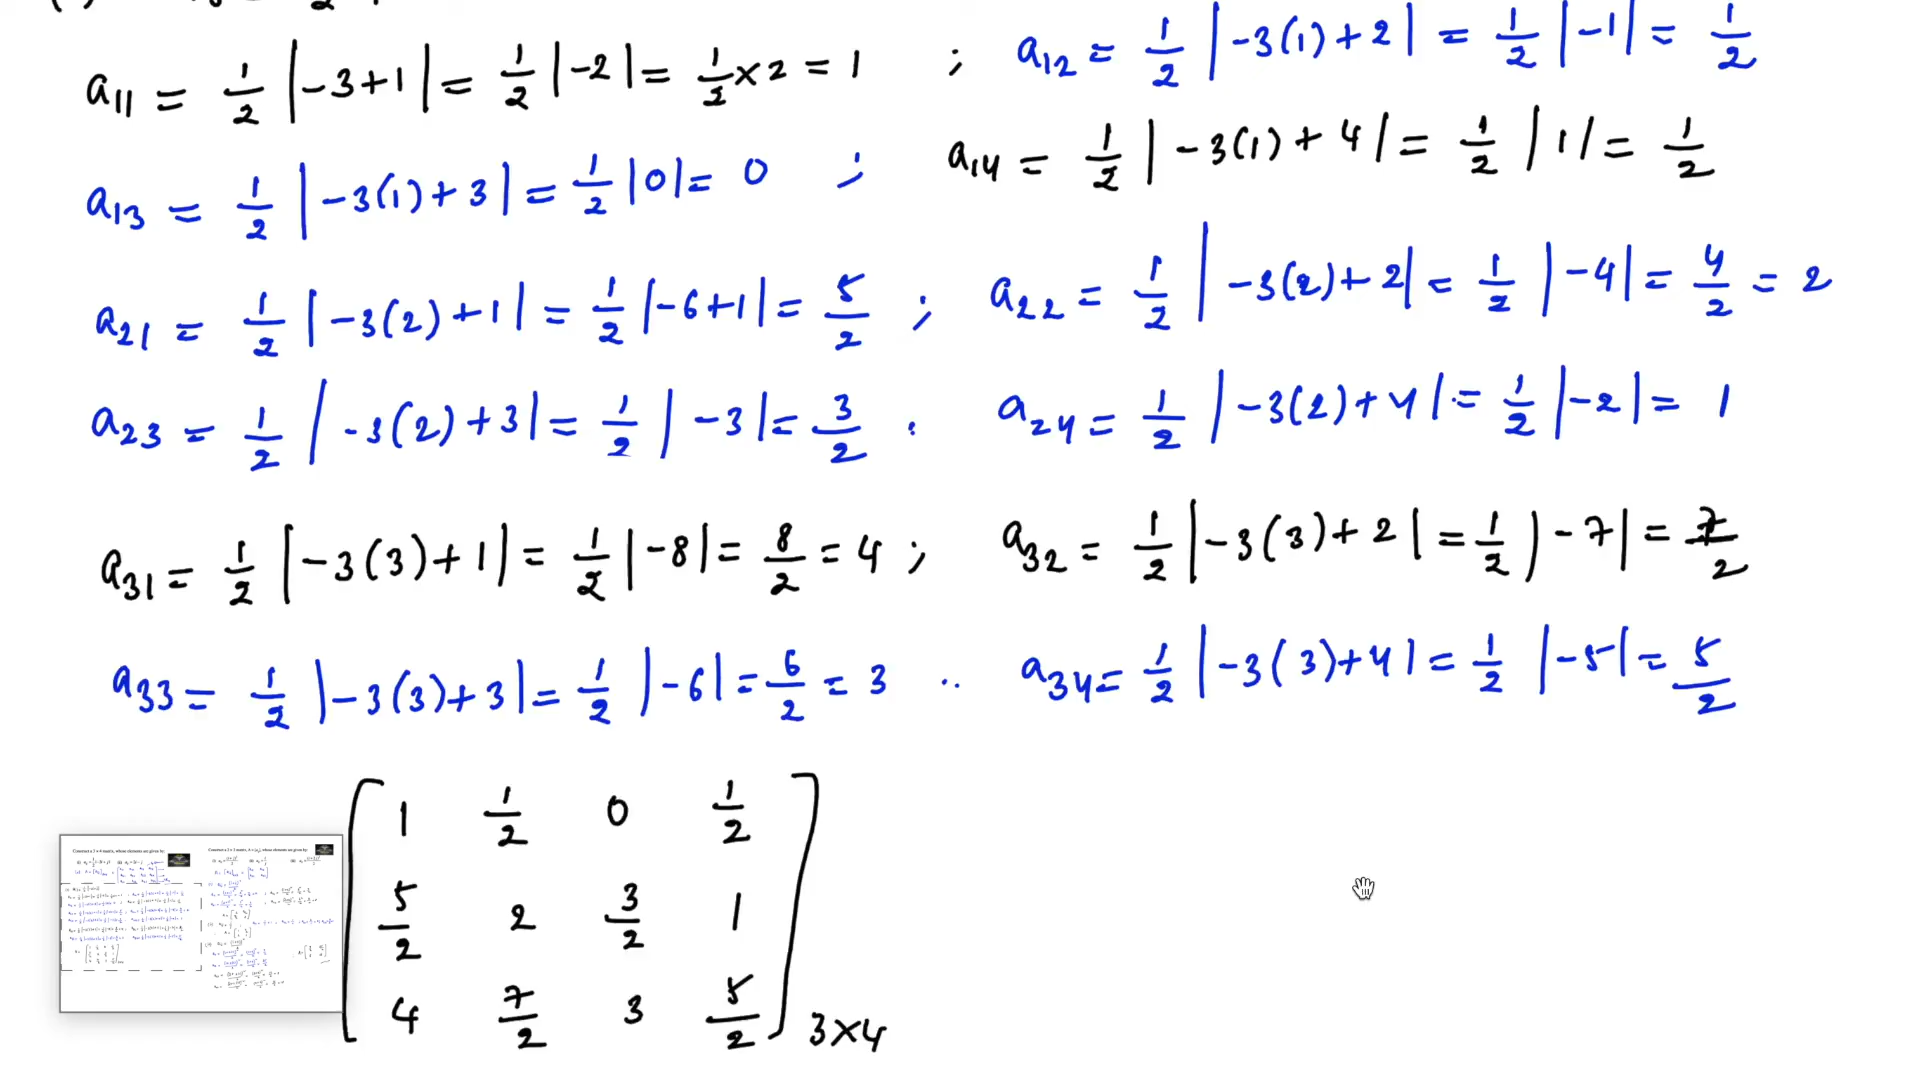 a11 = 1/2 |-3+1| = 1/2 |-2| = 1/2 × 2 = 1 ; a12 = 1/2 |-3(1)+2| = 1/2 |-1| = 1/2
a13 = 1/2 |-3(1)+3| = 1/2 |0| = 0 ; a14 = 1/2 |-3(1)+4| = 1/2 |1| = 1/2
a21 = 1/2 |-3(2)+1| = 1/2 |-6+1| = 5/2 ; a22 = 1/2 |-3(2)+2| = 1/2 |-4| = 4/2 = 2
a23 = 1/2 |-3(2)+3| = 1/2 |-3| = 3/2 . a24 = 1/2 |-3(2)+4| = 1/2 |-2| = 1
a31 = 1/2 |-3(3)+1| = 1/2 |-8| = 8/2 = 4 ; a32 = 1/2 |-3(3)+2| = 1/2 |-7| = 7/2
a33 = 1/2 |-3(3)+3| = 1/2 |-6| = 6/2 = 3 .. a34 = 1/2 |-3(3)+4| = 1/2 |-5| = 5/2
1 1/2 0 1/2
5/2 2 3/2 1
4 7/2 3 5/2 3×4